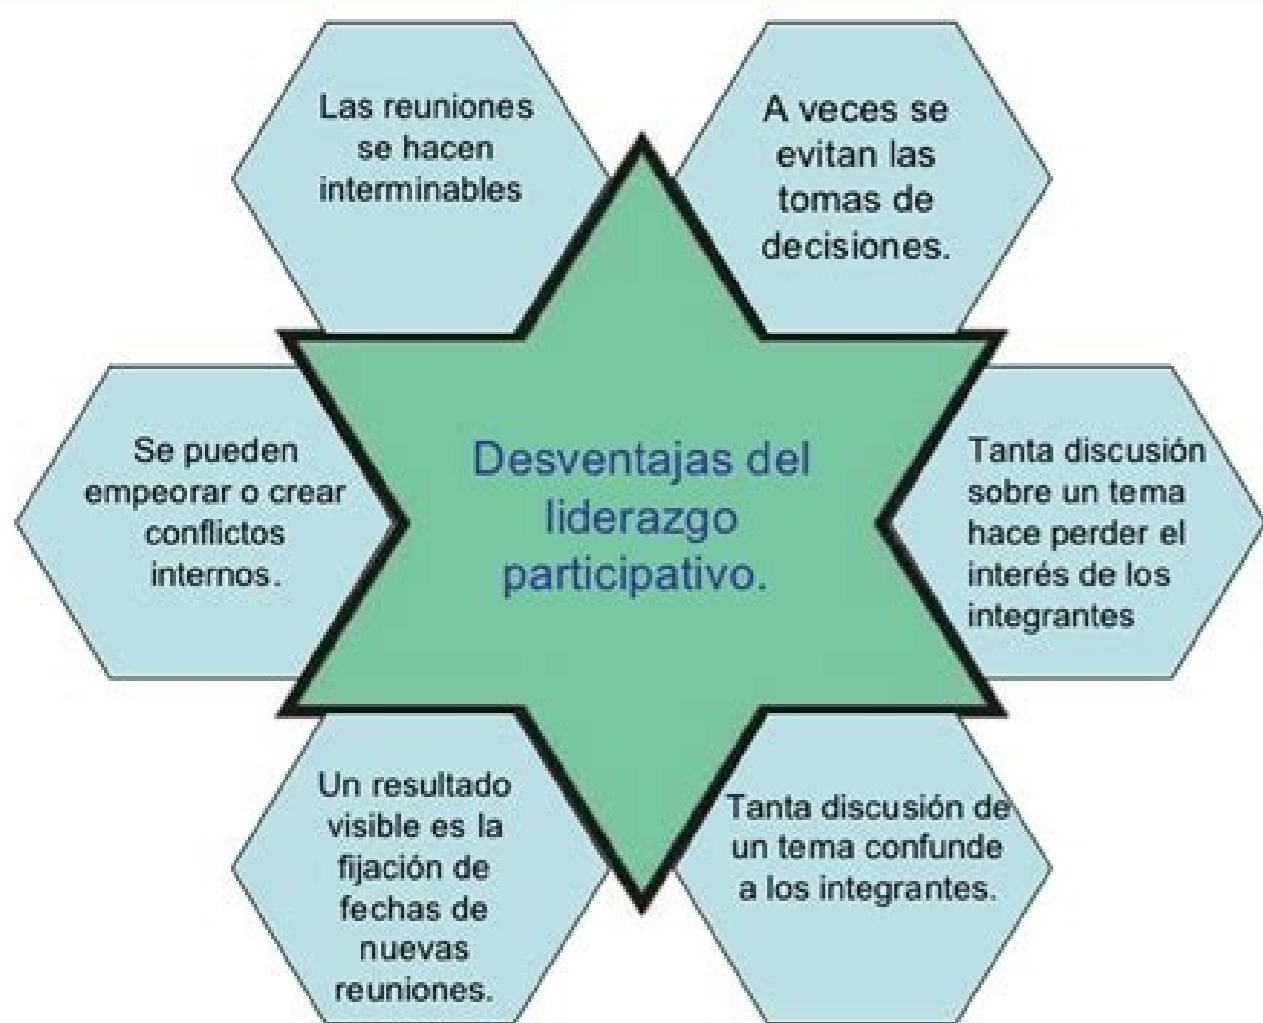 Las reuniones
se hacen
interminables
A veces se
evitan las
tomas de
decisiones.
Se pueden
empeorar o crear
conflictos
internos.
Desventajas del
liderazgo
participativo.
Tanta discusión
sobre un tema
hace perder el
interés de los
integrantes
Un resultado
visible es la
fijación de
fechas de
nuevas
reuniones.
Tanta discusión de
un tema confunde
a los integrantes.